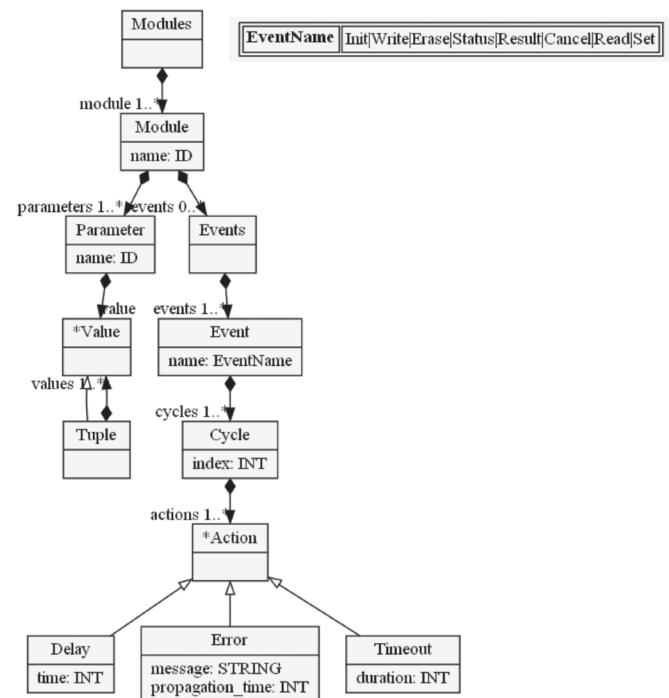 Modules
EventName Init|Write|Erase|Status|Result|Cancel|Read|Set
module 1..*
Module
name: ID
parameters 1..* events 0..*
Parameter
name: ID
Events
value
events 1..*
*Value
Event
name: EventName
values 1..*
cycles 1..*
Tuple
Cycle
index: INT
actions 1..*
*Action
Delay
time: INT
Error
message: STRING
propagation_time: INT
Timeout
duration: INT